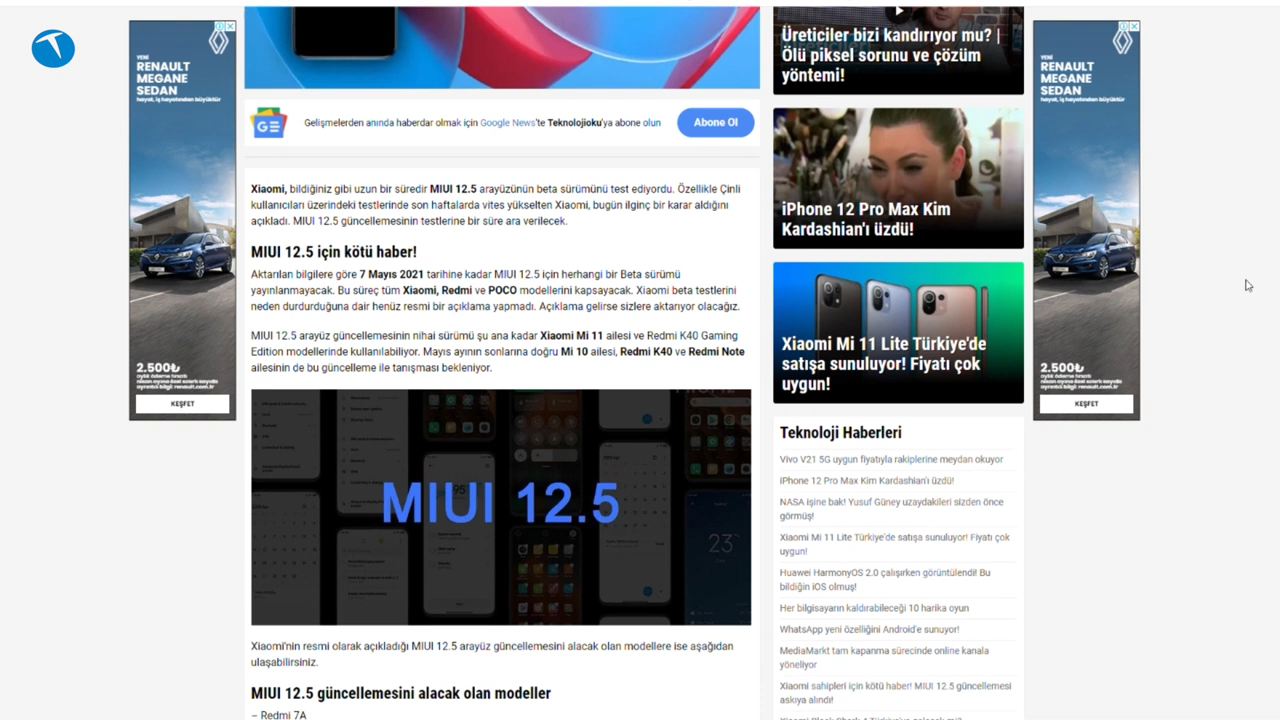 YENİ
RENAULT
MEGANE
SEDAN
hayat, iş hayatından büyüktür
2.500₺
KEŞFET
Gelişmelerden anında haberdar olmak için Google News'te Teknolojioku'ya abone olun
Abone Ol
Xiaomi, bildiğiniz gibi uzun bir süredir MIUI 12.5 arayüzünün beta sürümünü test ediyordu. Özellikle Çinli
kullanıcıları üzerindeki testlerinde son haftalarda vites yükselten Xiaomi, bugün ilginç bir karar aldığını
açıkladı. MIUI 12.5 güncellemesinin testlerine bir süre ara verilecek.
MIUI 12.5 için kötü haber!
Aktarılan bilgilere göre 7 Mayıs 2021 tarihine kadar MIUI 12.5 için herhangi bir Beta sürümü
yayınlanmayacak. Bu süreç tüm Xiaomi, Redmi ve POCO modellerini kapsayacak. Xiaomi beta testlerini
neden durdurduğuna dair henüz resmi bir açıklama yapmadı. Açıklama gelirse sizlere aktarıyor olacağız.
MIUI 12.5 arayüz güncellemesinin nihai sürümü şu ana kadar Xiaomi Mi 11 ailesi ve Redmi K40 Gaming
Edition modellerinde kullanılabiliyor. Mayıs ayının sonlarına doğru Mi 10 ailesi, Redmi K40 ve Redmi Note
ailesinin de bu güncelleme ile tanışması bekleniyor.
MIUI 12.5
23°
Xiaomi'nin resmi olarak açıkladığı MIUI 12.5 arayüz güncellemesini alacak olan modellere ise aşağıdan
ulaşabilirsiniz.
MIUI 12.5 güncellemesini alacak olan modeller
– Redmi 7A
Üreticiler bizi kandırıyor mu? |
Ölü piksel sorunu ve çözüm
yöntemi!
iPhone 12 Pro Max Kim
Kardashian'ı üzdü!
Xiaomi Mi 11 Lite Türkiye'de
satışa sunuluyor! Fiyatı çok
uygun!
Teknoloji Haberleri
Vivo V21 5G uygun fiyatıyla rakiplerine meydan okuyor
iPhone 12 Pro Max Kim Kardashian'ı üzdü!
NASA işine bak! Yusuf Güney uzaydakileri sizden önce
görmüş!
Xiaomi Mi 11 Lite Türkiye'de satışa sunuluyor! Fiyatı çok
uygun!
Huawei HarmonyOS 2.0 çalışırken görüntülendi! Bu
bildiğin iOS olmuş!
Her bilgisayarın kaldırabileceği 10 harika oyun
WhatsApp yeni özelliğini Android'e sunuyor!
MediaMarkt tam kapanma sürecinde online kanala
yöneliyor
Xiaomi sahipleri için kötü haber! MIUI 12.5 güncellemesi
askıya alındı!
YENİ
RENAULT
MEGANE
SEDAN
hayat, iş hayatından büyüktür
2.500₺
KEŞFET